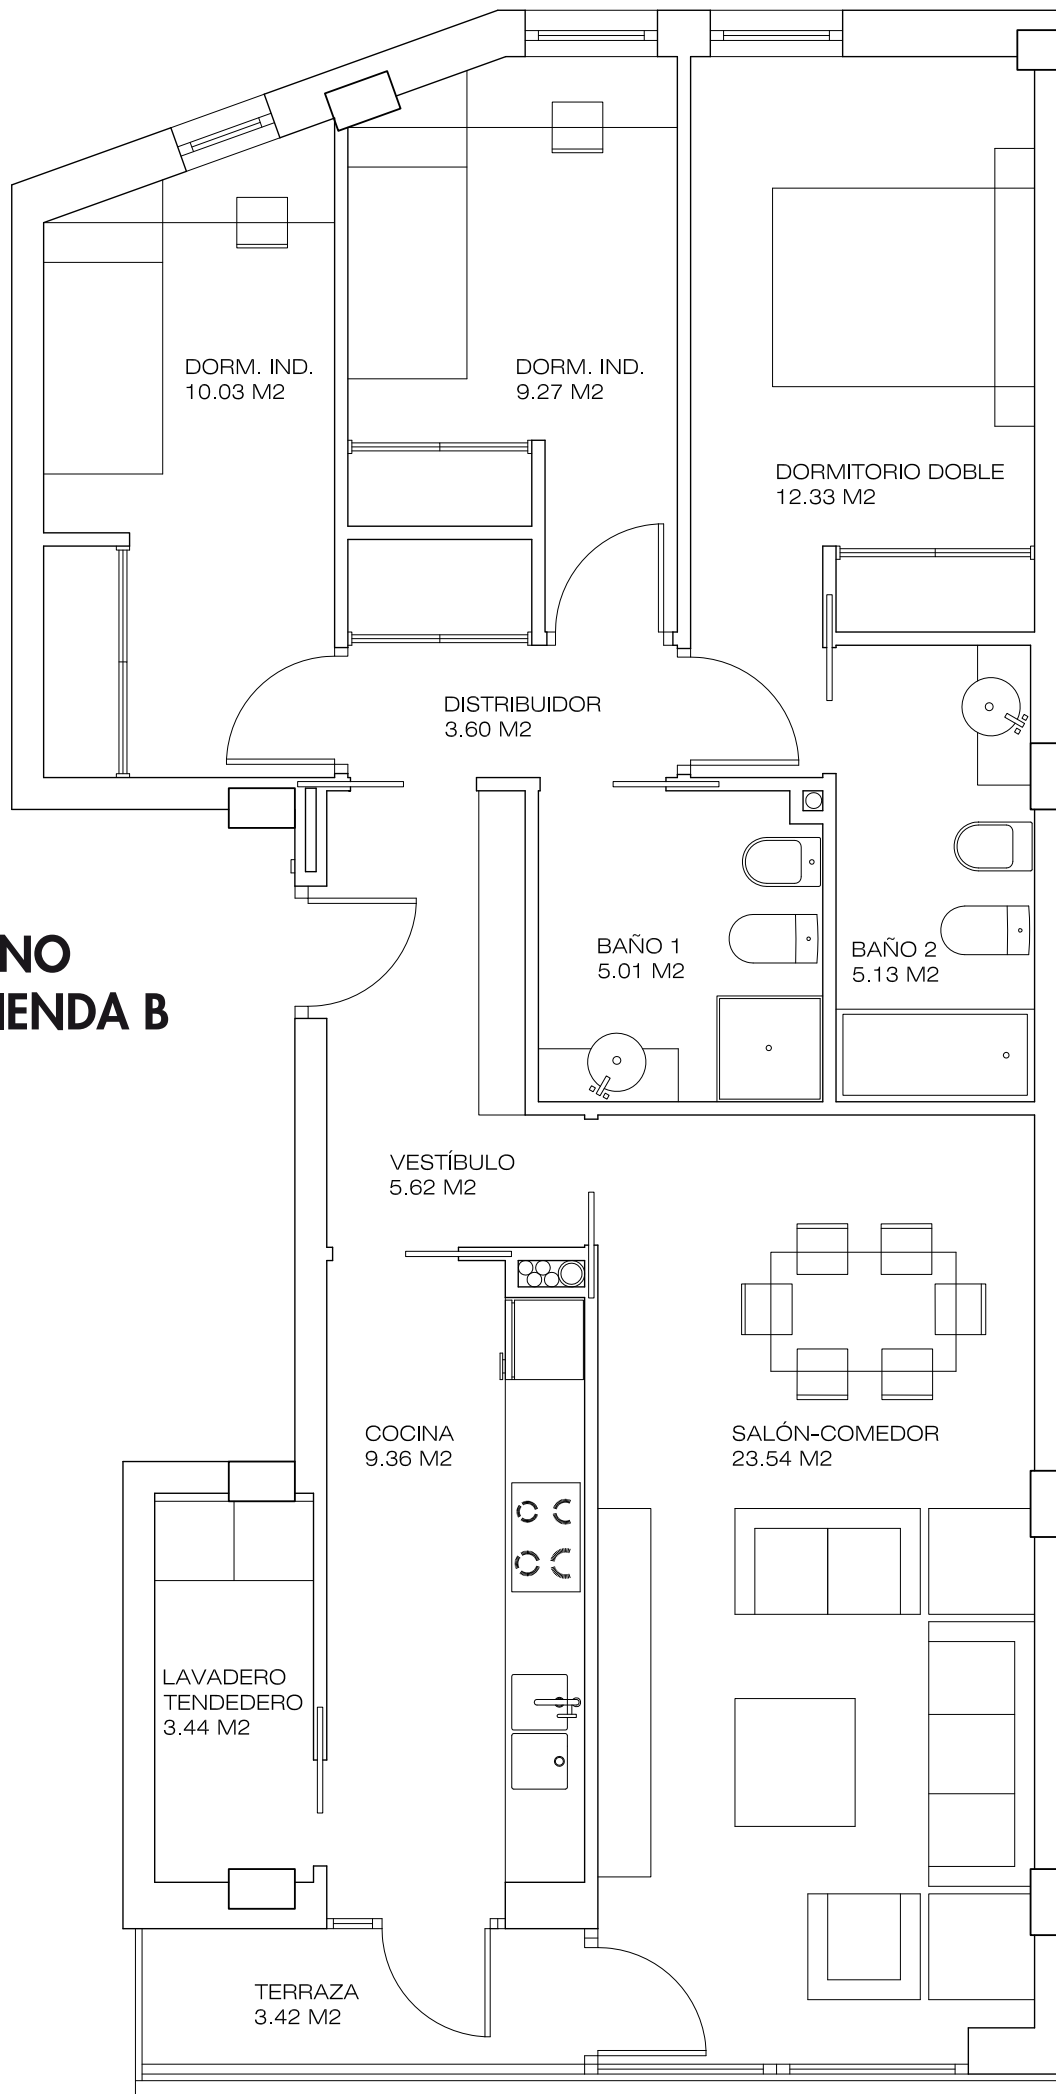 DORM. IND.
10.03 M2
DORM. IND.
9.27 M2
DORMITORIO DOBLE
12.33 M2
DISTRIBUIDOR
3.60 M2
NO
IENDA B
BAÑO 1
5.01 M2
BAÑO 2
5.13 M2
VESTÍBULO
5.62 M2
COCINA
9.36 M2
SALÓN-COMEDOR
23.54 M2
LAVADERO
TENDEDERO
3.44 M2
TERRAZA
3.42 M2